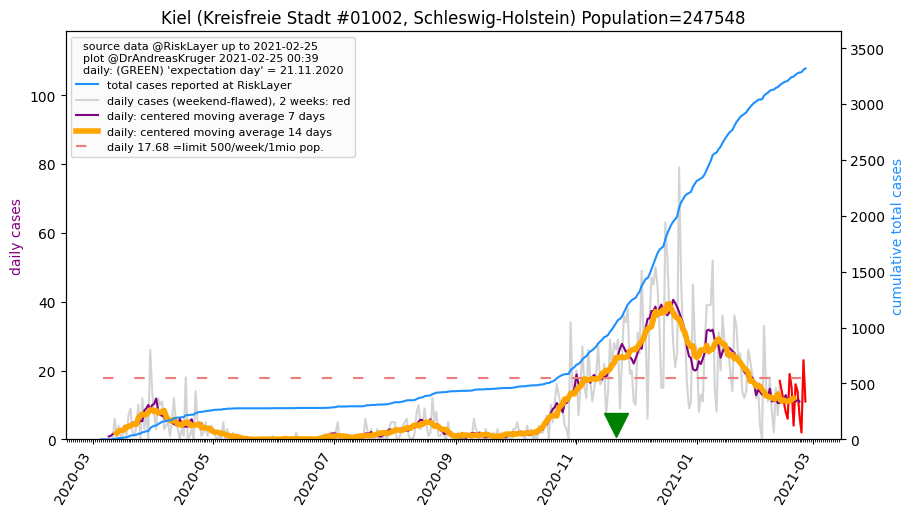 Kiel (Kreisfreie Stadt #01002, Schleswig-Holstein) Population=247548
source data @RiskLayer up to 2021-02-25
plot @DrAndreasKruger 2021-02-25 00:39
daily: (GREEN) 'expectation day' = 21.11.2020
total cases reported at RiskLayer
daily cases (weekend-flawed), 2 weeks: red
daily: centered moving average 7 days
daily: centered moving average 14 days
daily 17.68 =limit 500/week/1mio pop.
daily cases
0
20
40
60
80
100
cumulative total cases
0
500
1000
1500
2000
2500
3000
3500
2020-03
2020-05
2020-07
2020-09
2020-11
2021-01
2021-03